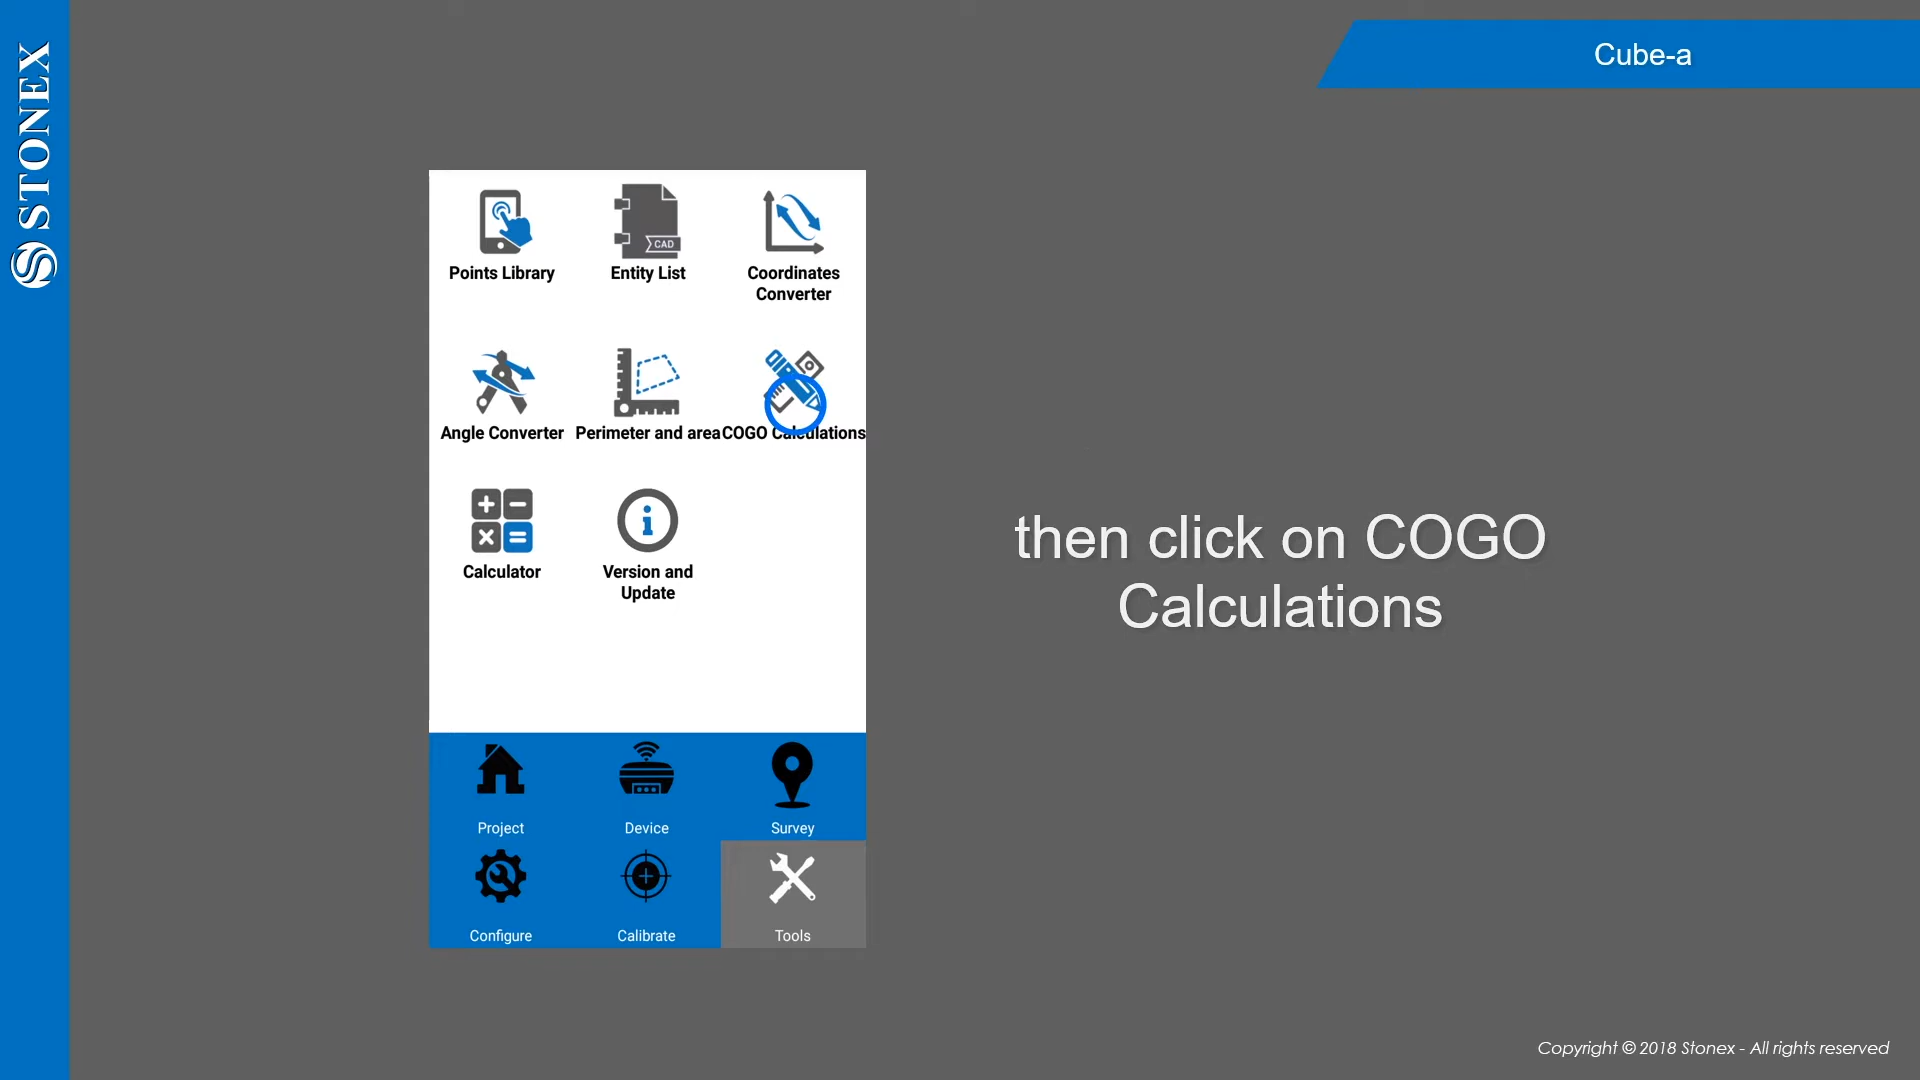 STONEX
Cube-a
Points Library
Entity List
Coordinates
Converter
CAD
Angle Converter
Perimeter and area
COGO Calculations
Calculator
Version and
Update
then click on COGO
Calculations
Project
Device
Survey
Configure
Calibrate
Tools
Copyright © 2018 Stonex - All rights reserved